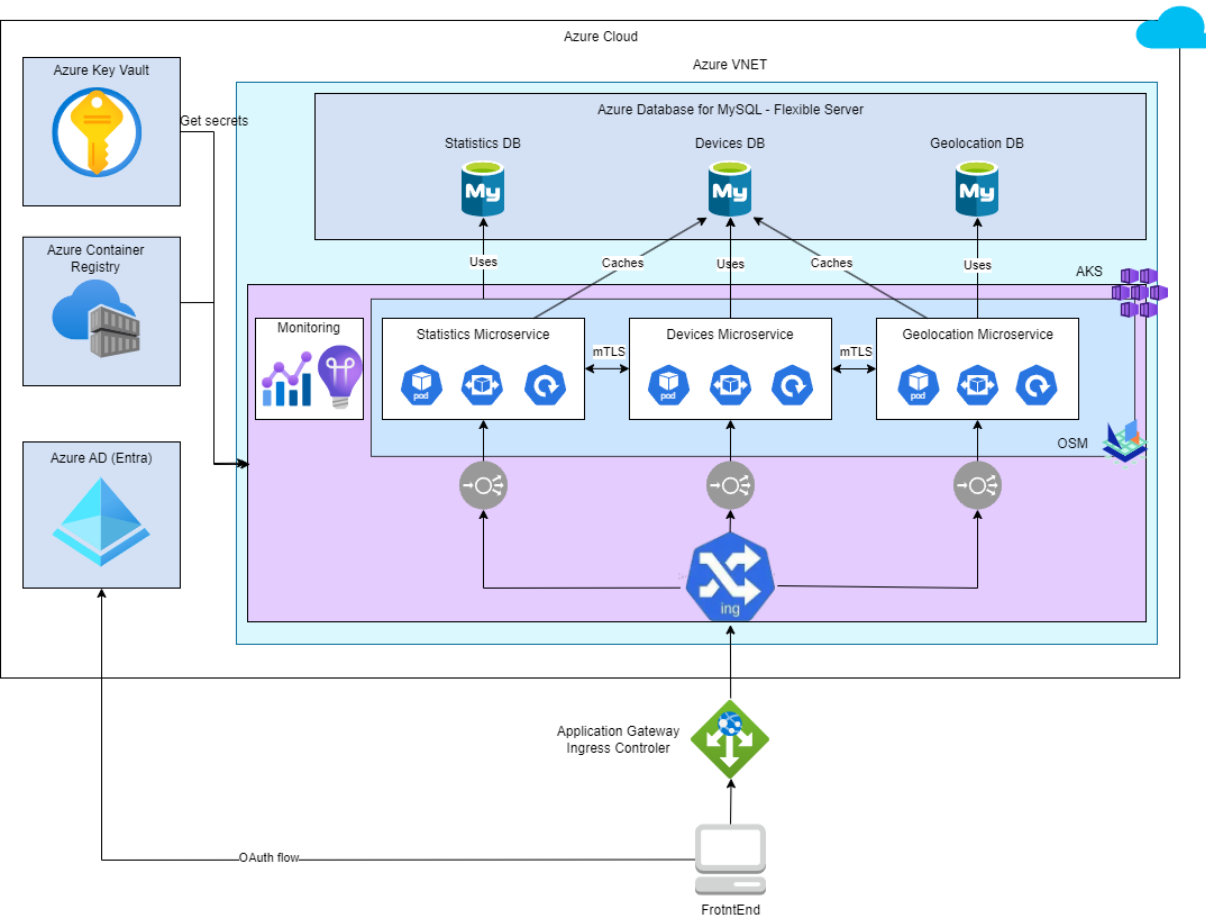 Azure Cloud
Azure Key Vault
Get secrets
Azure Container
Registry
Azure AD (Entra)
Azure VNET
Azure Database for MySQL - Flexible Server
Statistics DB
Devices DB
Geolocation DB
My
My
My
Uses
Caches
Uses
Caches
Uses
AKS
Monitoring
Statistics Microservice
mTLS
Devices Microservice
mTLS
Geolocation Microservice
pod
pod
pod
OSM
ing
Application Gateway
Ingress Controler
OAuth flow
FrotntEnd